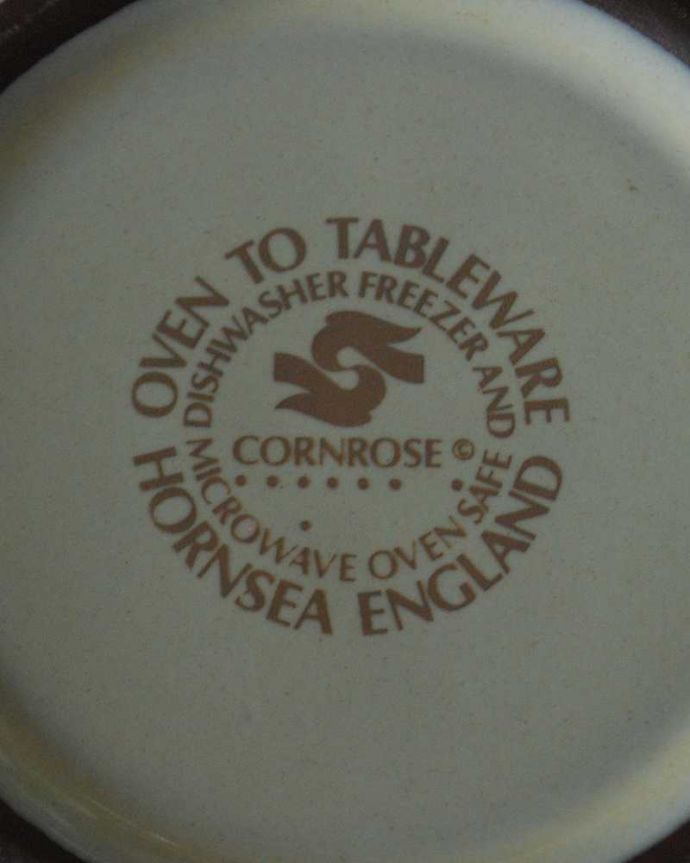 OVEN TO TABLEWARE
DISHWASHER FREEZER AND
CORNROSE ©
MICROWAVE OVEN SAFE
HORNSEA ENGLAND